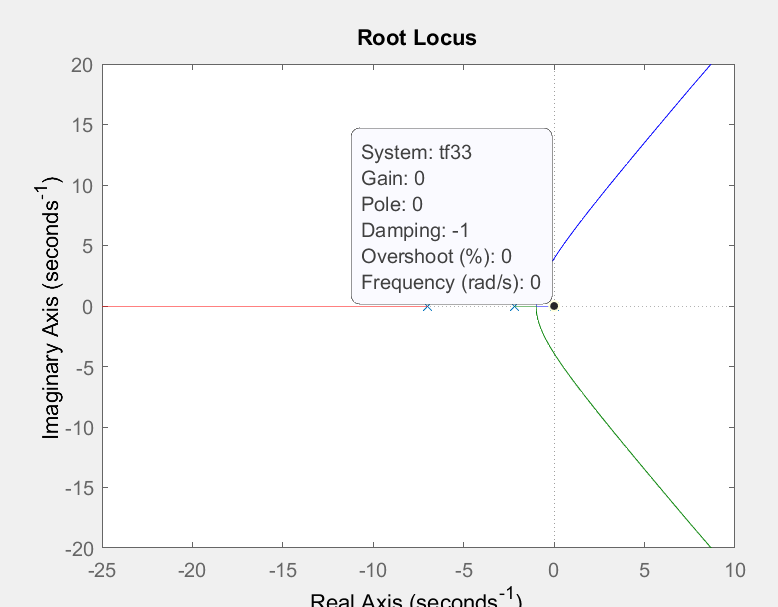 Root Locus
20
15
10
5
0
-5
-10
-15
-20
Imaginary Axis (seconds⁻¹)
System: tf33
Gain: 0
Pole: 0
Damping: -1
Overshoot (%): 0
Frequency (rad/s): 0
-25 -20 -15 -10 -5 0 5 10
Real Axis (seconds⁻¹)